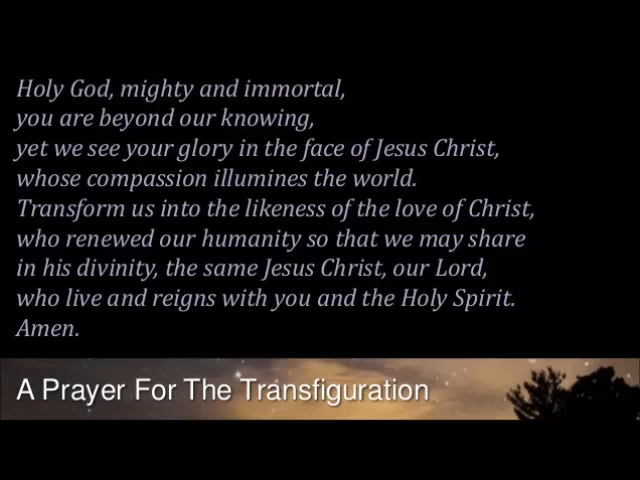 Holy God, mighty and immortal,
you are beyond our knowing,
yet we see your glory in the face of Jesus Christ,
whose compassion illumines the world.
Transform us into the likeness of the love of Christ,
who renewed our humanity so that we may share
in his divinity, the same Jesus Christ, our Lord,
who live and reigns with you and the Holy Spirit.
Amen.
A Prayer For The Transfiguration